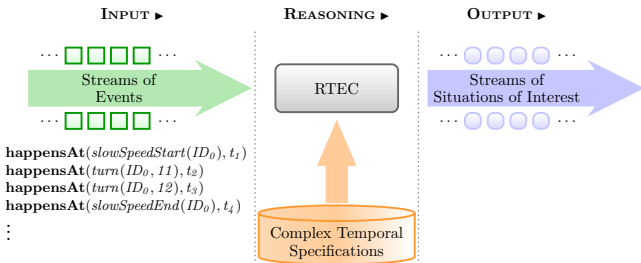 INPUT ► REASONING ► OUTPUT ►
··· ··· ··· ···
Streams of
Events
RTEC
Streams of
Situations of Interest
··· ··· ··· ···
happensAt(slowSpeedStart(ID₀), t₁)
happensAt(turn(ID₀, 11), t₂)
happensAt(turn(ID₀, 12), t₃)
happensAt(slowSpeedEnd(ID₀), t₄)
⋮
Complex Temporal
Specifications